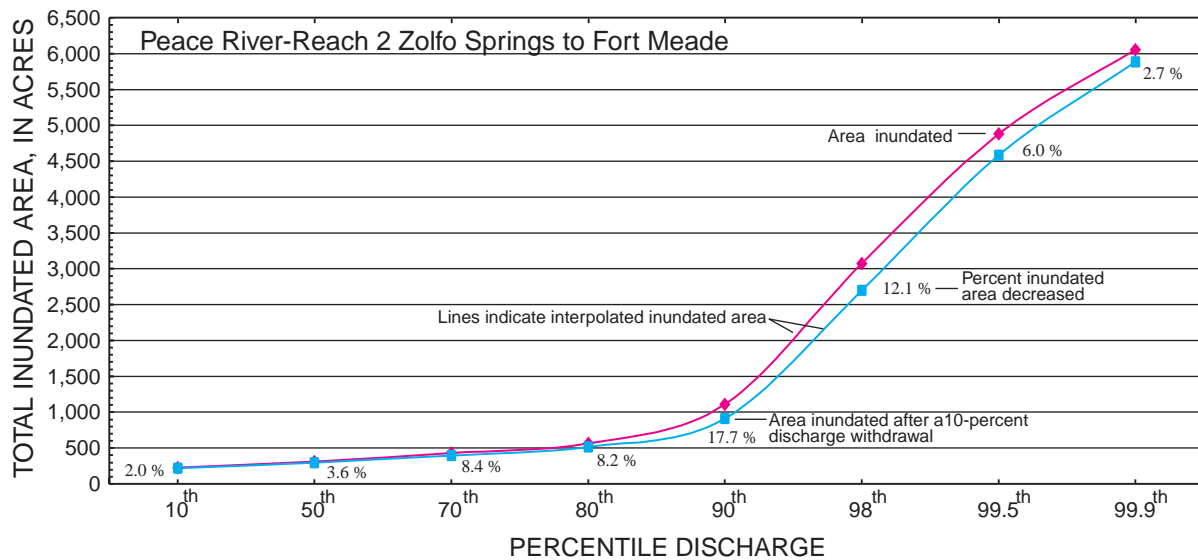 Peace River-Reach 2 Zolfo Springs to Fort Meade
TOTAL INUNDATED AREA, IN ACRES
6,500
6,000
5,500
5,000
4,500
4,000
3,500
3,000
2,500
2,000
1,500
1,000
500
0
2.7 %
Area inundated
6.0 %
12.1 %
Percent inundated
area decreased
Lines indicate interpolated inundated area
Area inundated after a10-percent
discharge withdrawal
17.7 %
8.2 %
8.4 %
3.6 %
2.0 %
10th 50th 70th 80th 90th 98th 99.5th 99.9th
PERCENTILE DISCHARGE